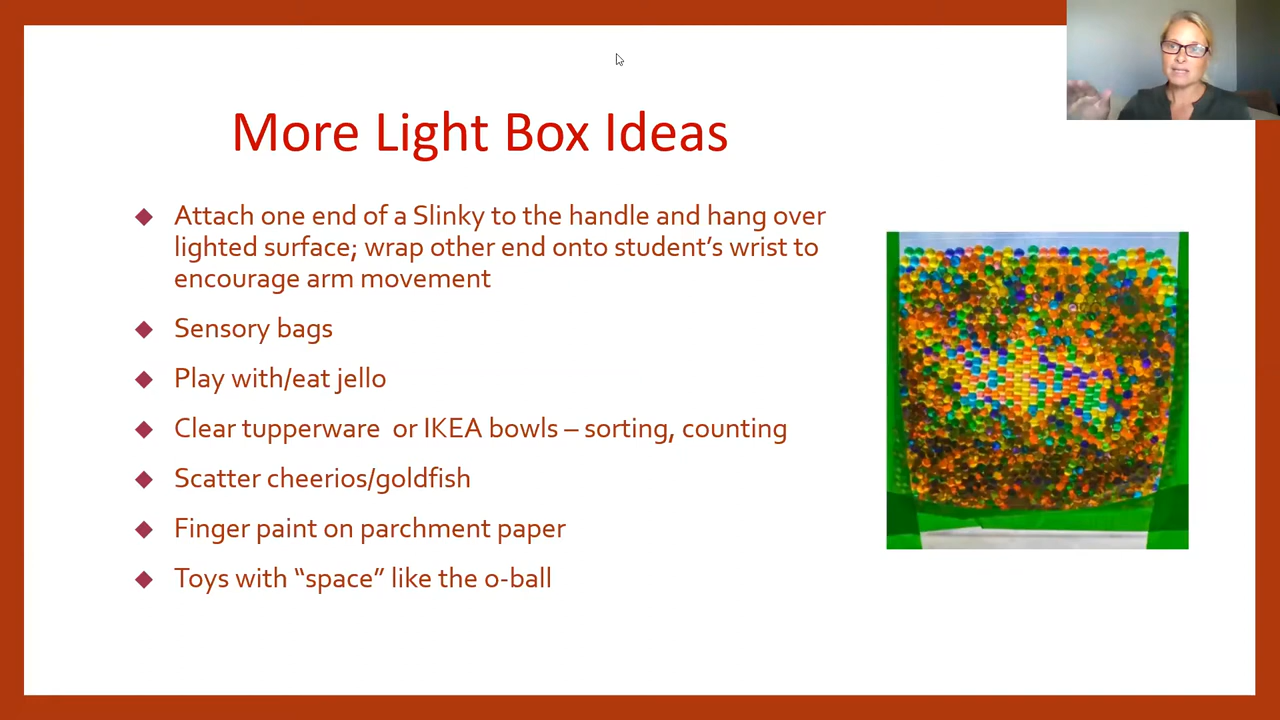 More Light Box Ideas
Attach one end of a Slinky to the handle and hang over
lighted surface; wrap other end onto student’s wrist to
encourage arm movement
Sensory bags
Play with/eat jello
Clear tupperware  or IKEA bowls – sorting, counting
Scatter cheerios/goldfish
Finger paint on parchment paper
Toys with “space” like the o-ball